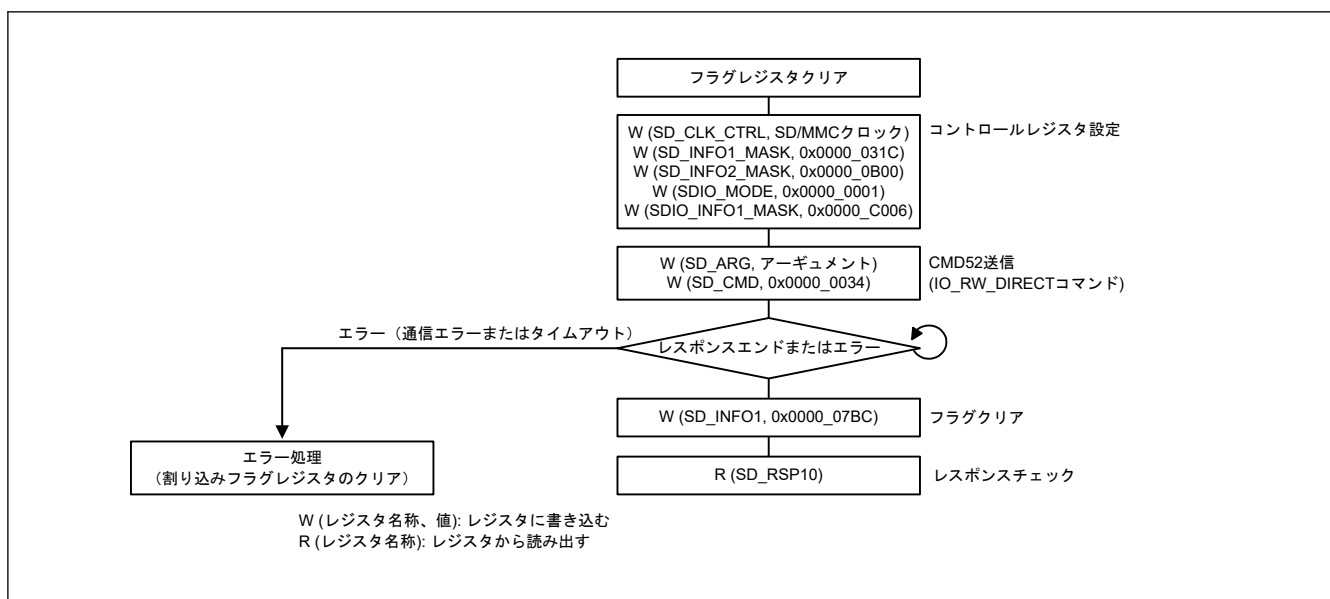 フラグレジスタクリア
W (SD_CLK_CTRL, SD/MMCクロック)
W (SD_INFO1_MASK, 0x0000_031C)
W (SD_INFO2_MASK, 0x0000_0B00)
W (SDIO_MODE, 0x0000_0001)
W (SDIO_INFO1_MASK, 0x0000_C006)
コントロールレジスタ設定
W (SD_ARG, アーギュメント)
W (SD_CMD, 0x0000_0034)
CMD52送信
(IO_RW_DIRECTコマンド)
エラー（通信エラーまたはタイムアウト）
レスポンスエンドまたはエラー
W (SD_INFO1, 0x0000_07BC)
フラグクリア
エラー処理
（割り込みフラグレジスタのクリア）
R (SD_RSP10)
レスポンスチェック
W (レジスタ名称、値): レジスタに書き込む
R (レジスタ名称): レジスタから読み出す